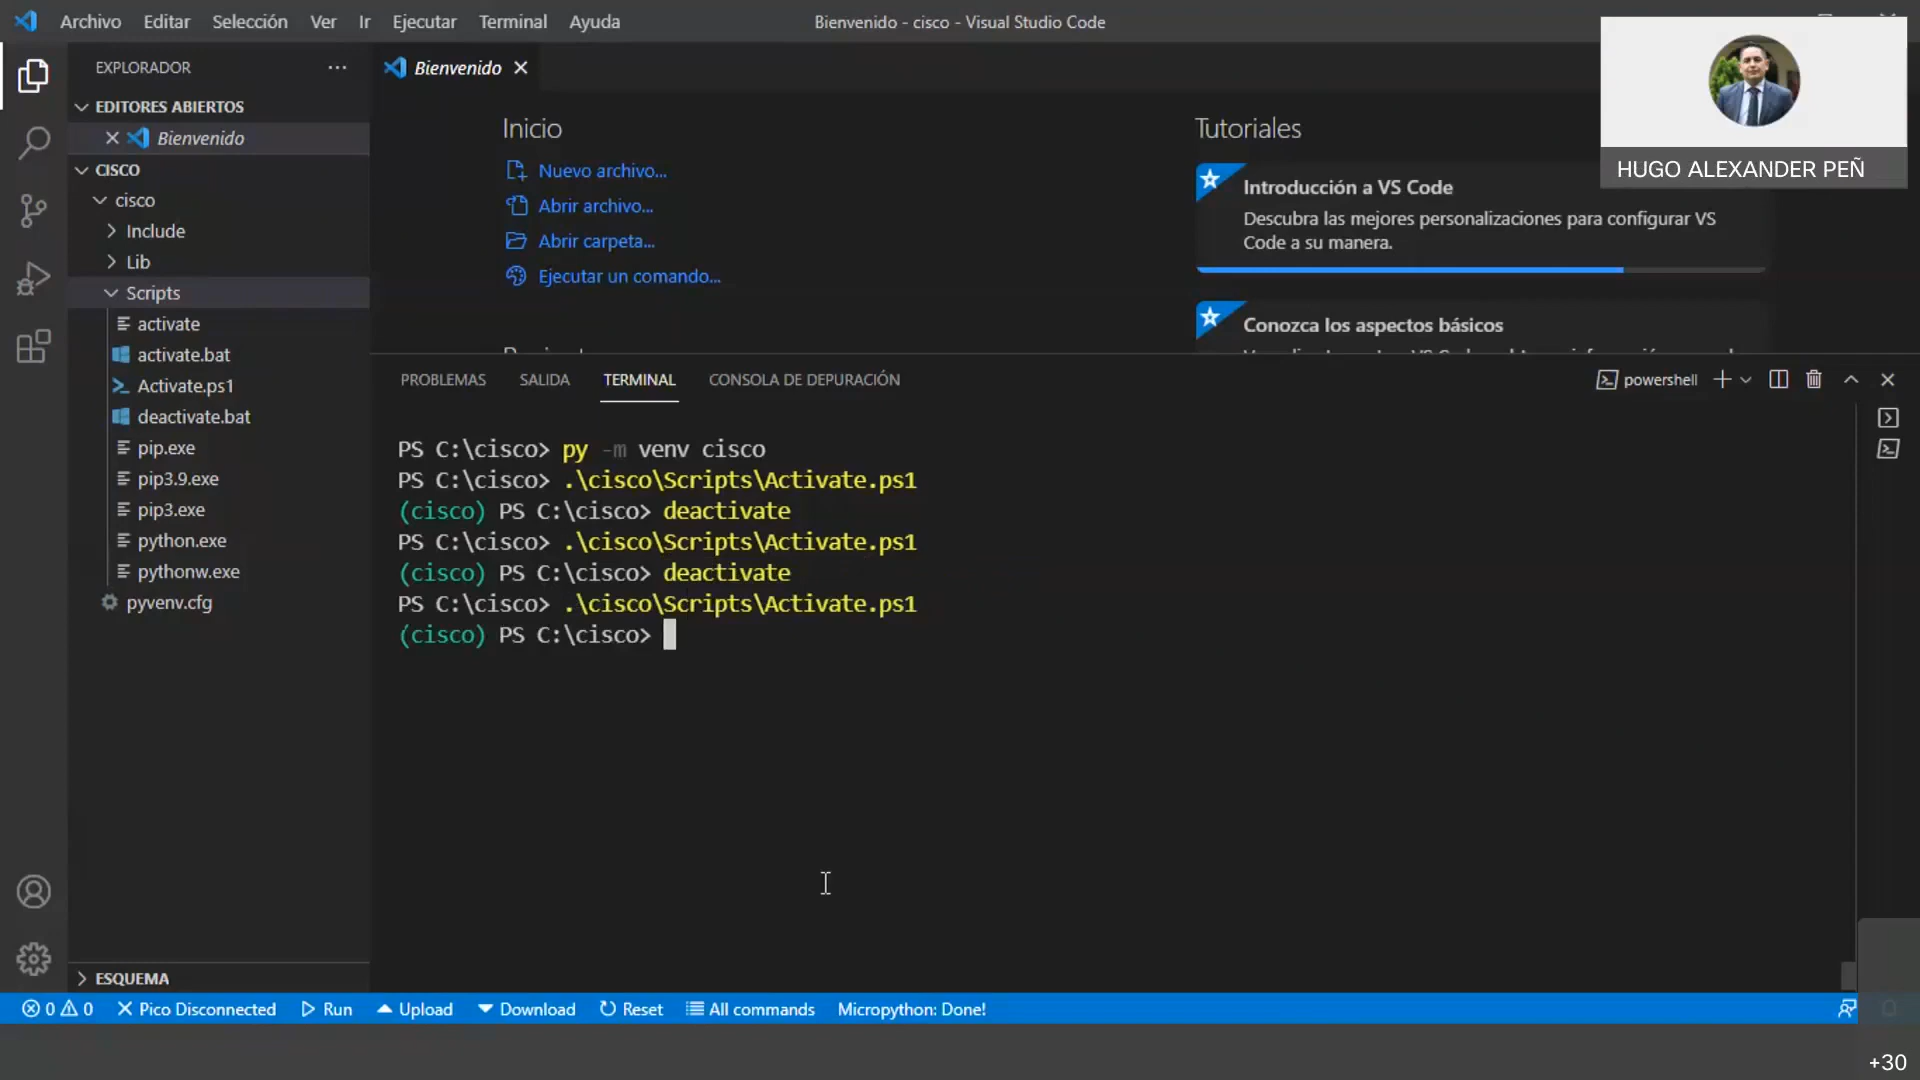 Archivo Editar Selección Ver Ir Ejecutar Terminal Ayuda
Bienvenido - cisco - Visual Studio Code
HUGO ALEXANDER PEÑ
EXPLORADOR
EDITORES ABIERTOS
Bienvenido
CISCO
cisco
Include
Lib
Scripts
activate
activate.bat
Activate.ps1
deactivate.bat
pip.exe
pip3.9.exe
pip3.exe
python.exe
pythonw.exe
pyvenv.cfg
ESQUEMA
Bienvenido
Inicio
Nuevo archivo...
Abrir archivo...
Abrir carpeta...
Ejecutar un comando...
Tutoriales
Introducción a VS Code
Descubra las mejores personalizaciones para configurar VS
Code a su manera.
Conozca los aspectos básicos
PROBLEMAS SALIDA TERMINAL CONSOLA DE DEPURACIÓN
powershell
PS C:\cisco> py -m venv cisco
PS C:\cisco> .\cisco\Scripts\Activate.ps1
(cisco) PS C:\cisco> deactivate
PS C:\cisco> .\cisco\Scripts\Activate.ps1
(cisco) PS C:\cisco> deactivate
PS C:\cisco> .\cisco\Scripts\Activate.ps1
(cisco) PS C:\cisco>
0 0 Pico Disconnected Run Upload Download Reset All commands Micropython: Done!
+30